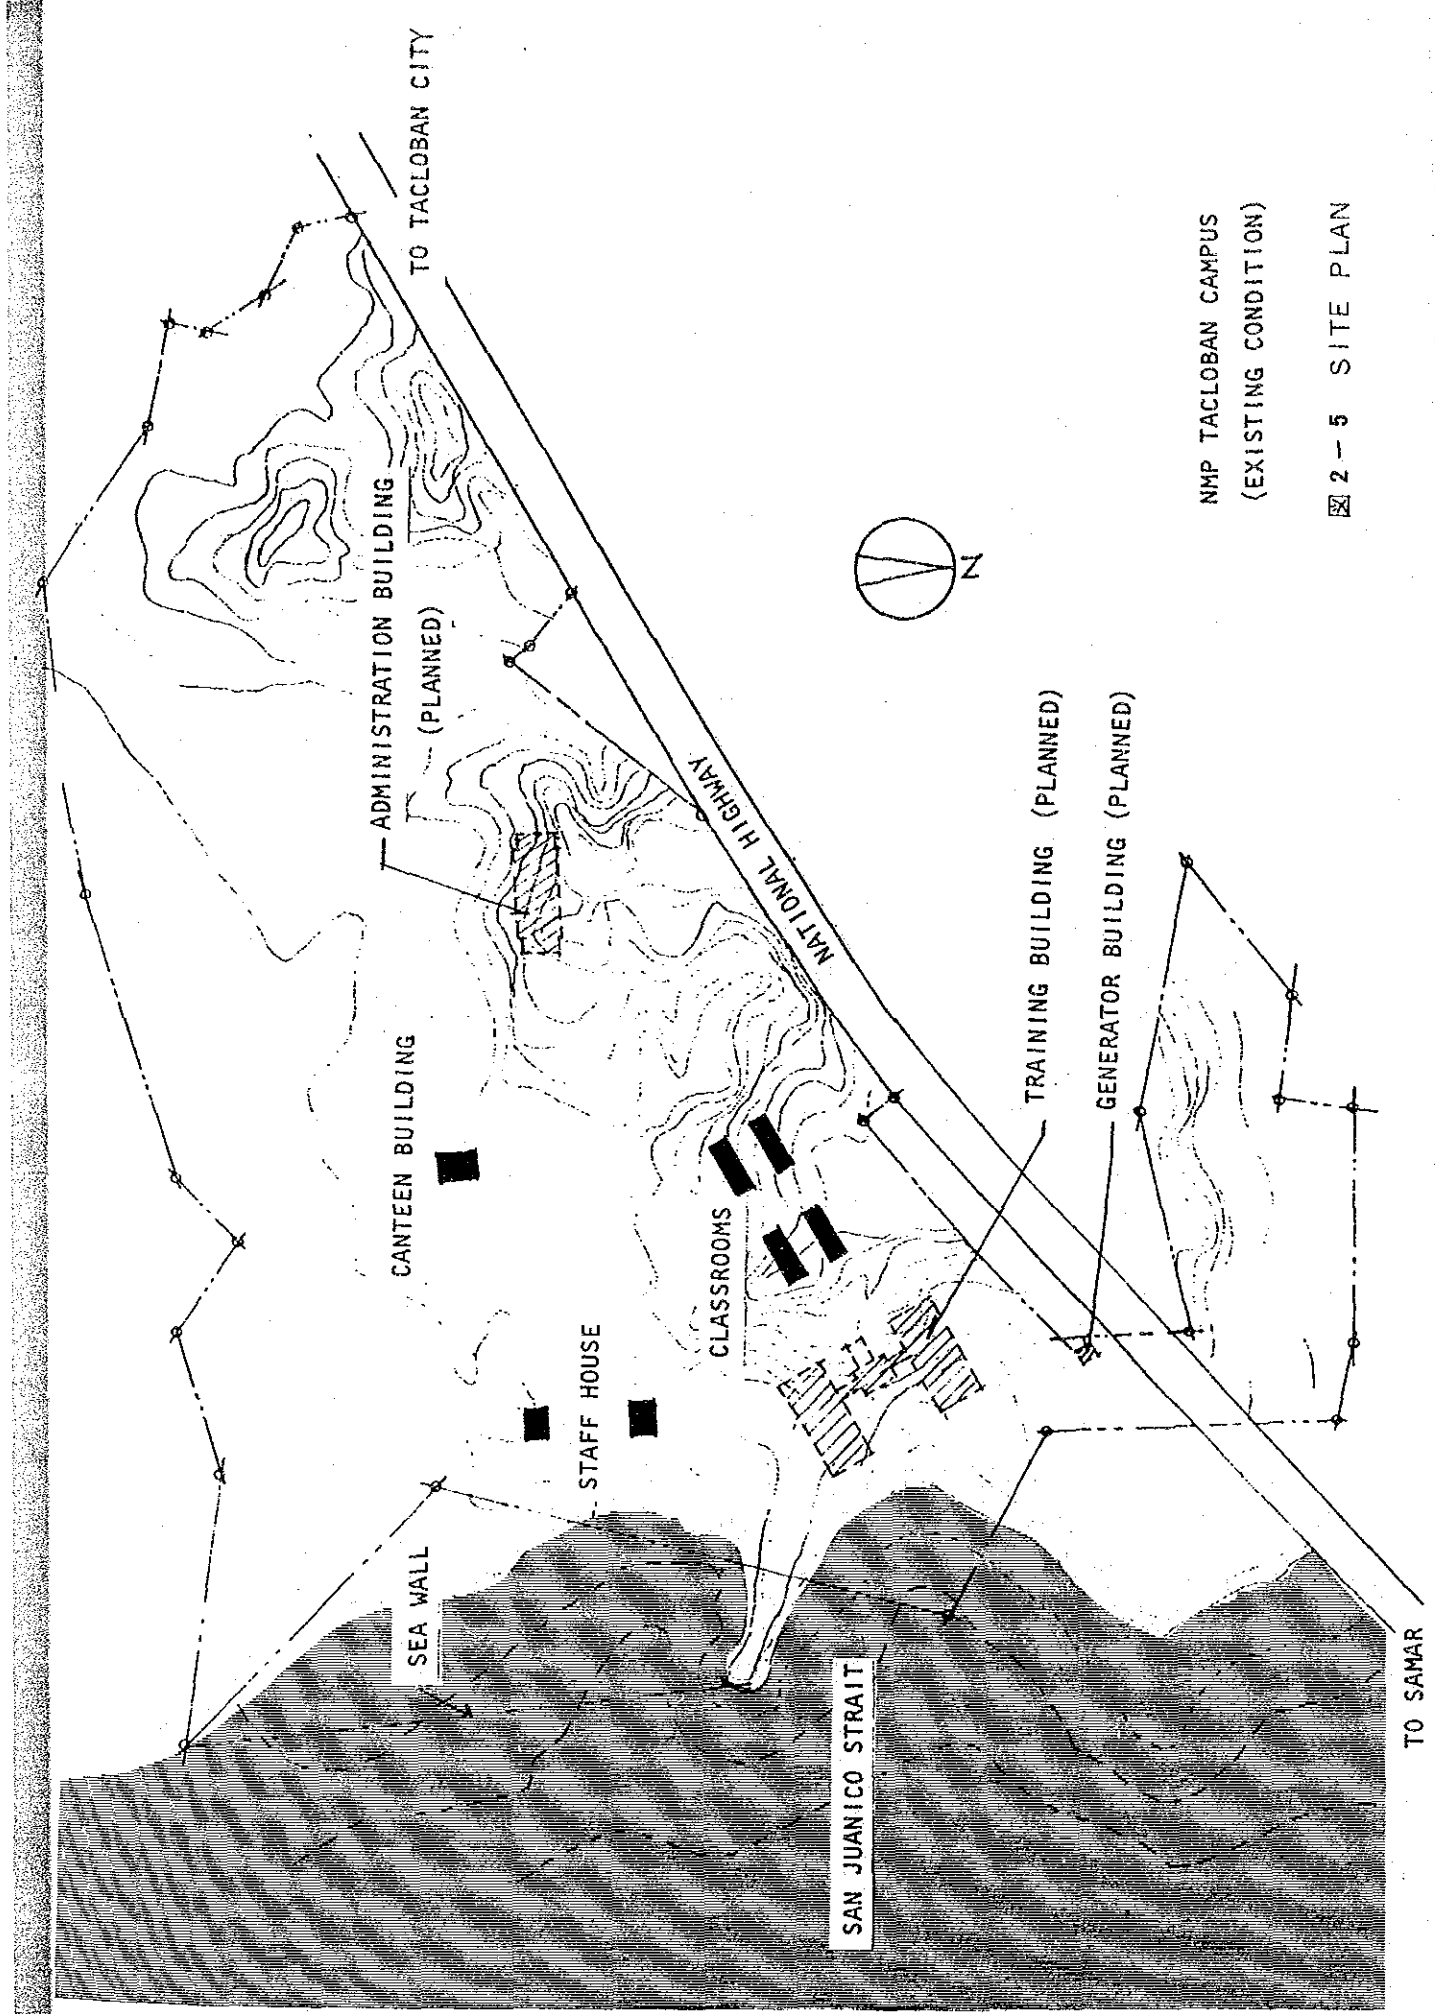 TO TACLOBAN CITY
ADMINISTRATION BUILDING
(PLANNED)
NATIONAL HIGHWAY
CANTEEN BUILDING
STAFF HOUSE
CLASSROOMS
TRAINING BUILDING (PLANNED)
GENERATOR BUILDING (PLANNED)
SEA WALL
SAN JUANICO STRAIT
TO SAMAR
N
NMP TACLOBAN CAMPUS
(EXISTING CONDITION)
図2-5 SITE PLAN